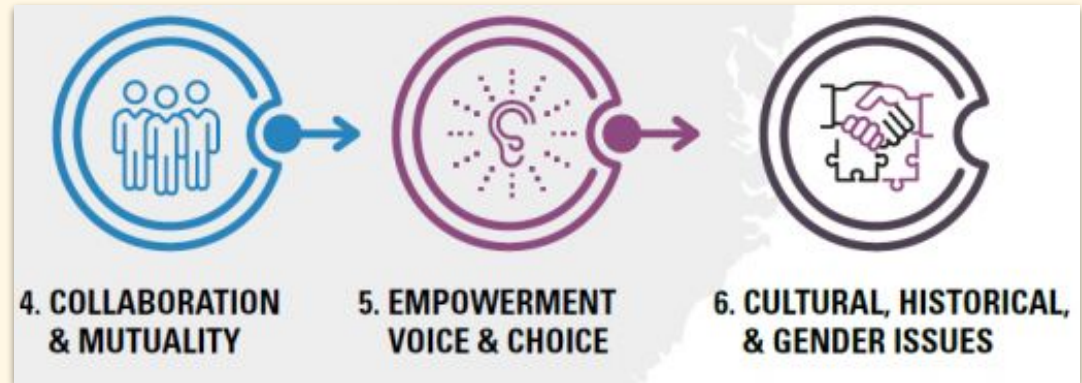 4. COLLABORATION
& MUTUALITY
5. EMPOWERMENT
VOICE & CHOICE
6. CULTURAL, HISTORICAL,
& GENDER ISSUES